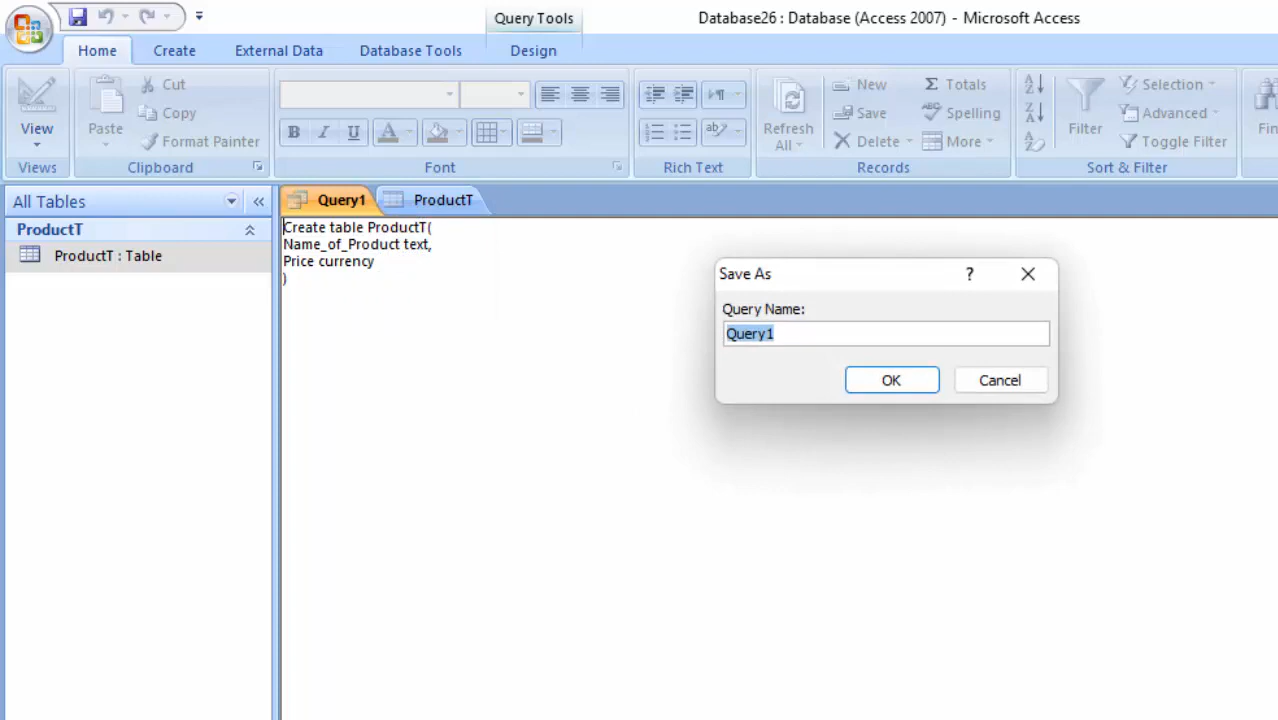 Query Tools
Database26 : Database (Access 2007) - Microsoft Access
Home Create External Data Database Tools Design
View
Views
Paste
Cut
Copy
Format Painter
Clipboard
B I U A
Font
Rich Text
Refresh All
New
Save
Delete
Totals
Spelling
More
Records
Filter
Selection
Advanced
Toggle Filter
Sort & Filter
Fin
All Tables
ProductT
ProductT : Table
Query1 ProductT
Create table ProductT(
Name_of_Product text,
Price currency
)
Save As
?
Query Name:
Query1
OK Cancel